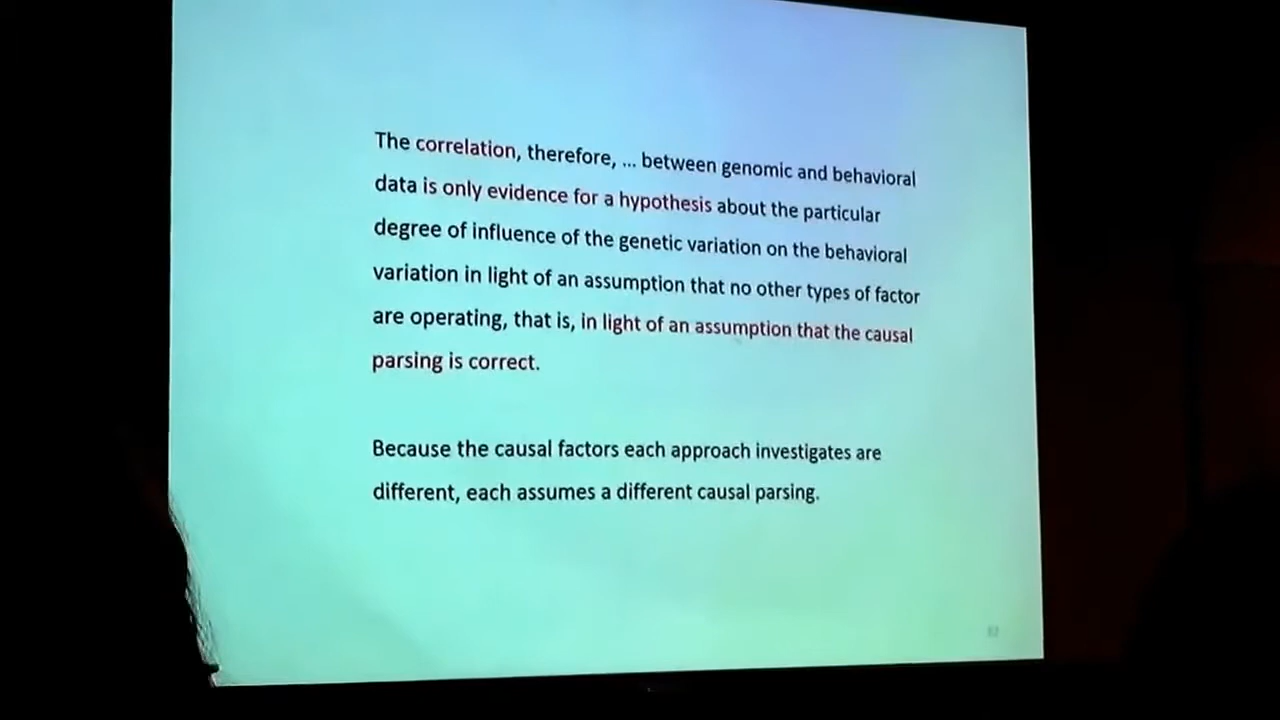 The correlation, therefore, ... between genomic and behavioral
data is only evidence for a hypothesis about the particular
degree of influence of the genetic variation on the behavioral
variation in light of an assumption that no other types of factor
are operating, that is, in light of an assumption that the causal
parsing is correct.
Because the causal factors each approach investigates are
different, each assumes a different causal parsing.